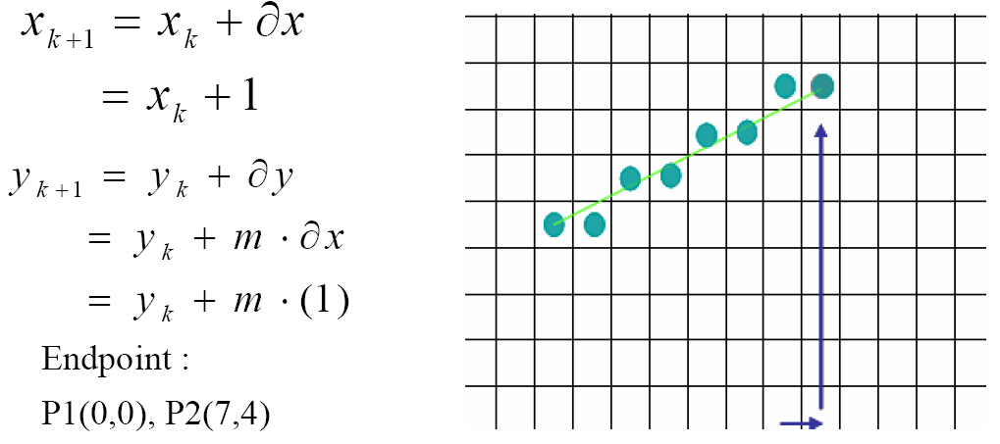 x_{k+1} = x_k + ∂x
= x_k + 1
y_{k+1} = y_k + ∂y
= y_k + m · ∂x
= y_k + m · (1)
Endpoint :
P1(0,0), P2(7,4)